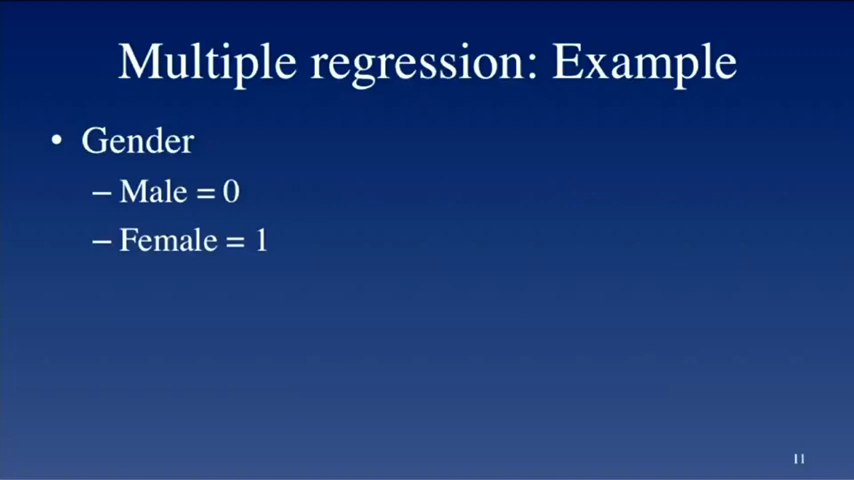 Multiple regression: Example
• Gender
– Male = 0
– Female = 1
11